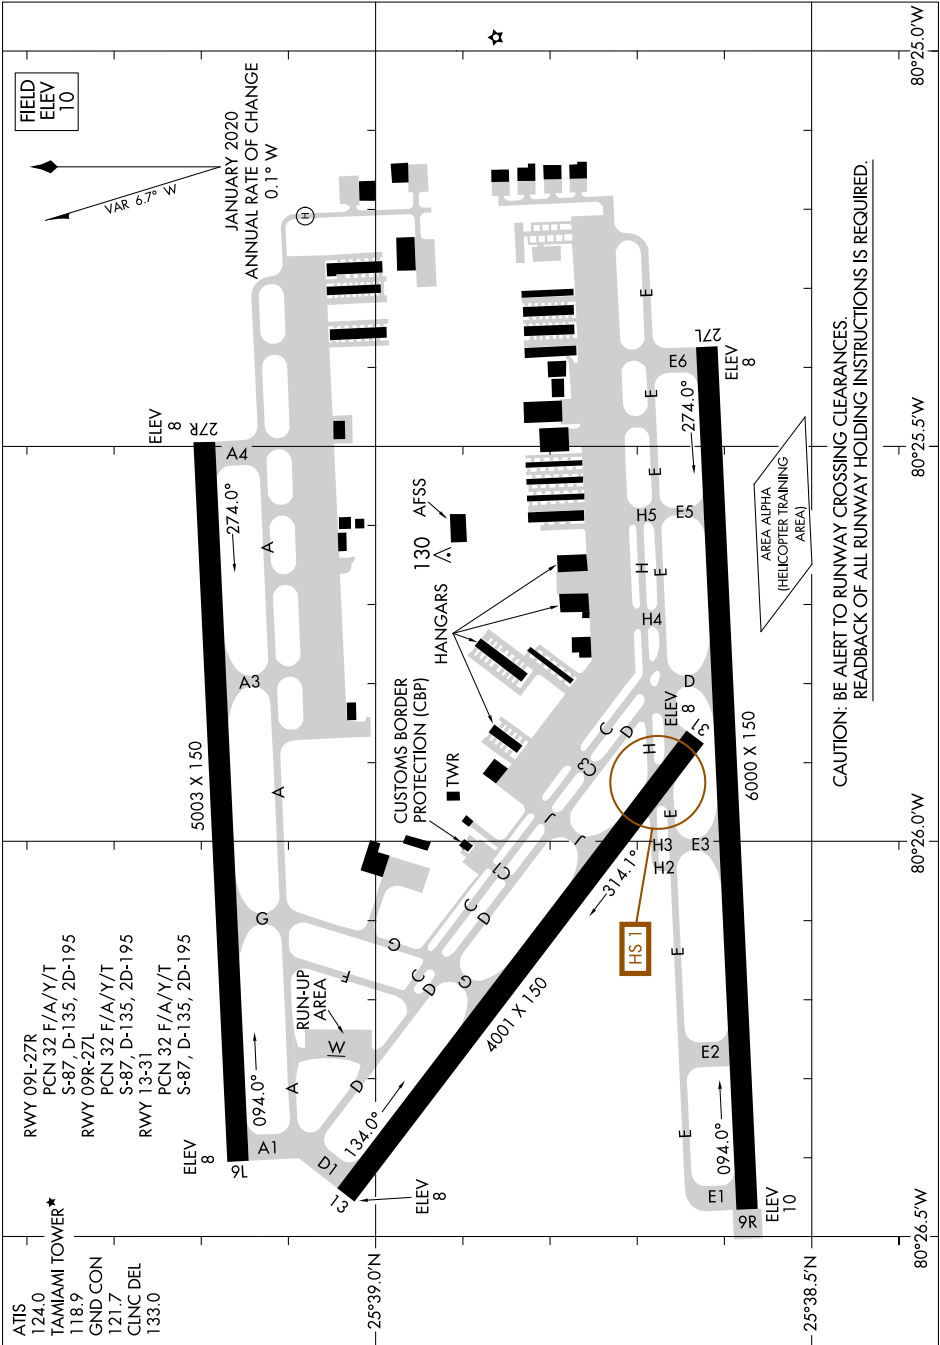 ATIS
124.0
TAMIAMI TOWER★
118.9
GND CON
121.7
CLNC DEL
133.0
RWY 09L-27R
PCN 32 F/A/Y/T
S-87, D-135, 2D-195
RWY 09R-27L
PCN 32 F/A/Y/T
S-87, D-135, 2D-195
RWY 13-31
PCN 32 F/A/Y/T
S-87, D-135, 2D-195
FIELD
ELEV
10
VAR 6.7° W
JANUARY 2020
ANNUAL RATE OF CHANGE
0.1° W
ELEV
8
9L
A1
094.0°
A
5003 X 150
G
A
A3
A
274.0°
A4
27R
ELEV
8
H
RUN-UP
AREA
W
F
G
D
D1
134.0°
13
ELEV
8
C
D
G
C
D
C1
J
J
C3
C
D
4001 X 150
314.1°
31
ELEV
8
CUSTOMS BORDER
PROTECTION (CBP)
TWR
HANGARS
130
AFSS
HS 1
H
H2
H3
H4
H
H5
E
E3
D
E
E
E5
E
E
E6
E
E2
E
E1
9R
ELEV
10
094.0°
6000 X 150
274.0°
27L
ELEV
8
AREA ALPHA
(HELICOPTER TRAINING
AREA)
CAUTION: BE ALERT TO RUNWAY CROSSING CLEARANCES.
READBACK OF ALL RUNWAY HOLDING INSTRUCTIONS IS REQUIRED.
25°39.0'N
25°38.5'N
80°26.5'W
80°26.0'W
80°25.5'W
80°25.0'W